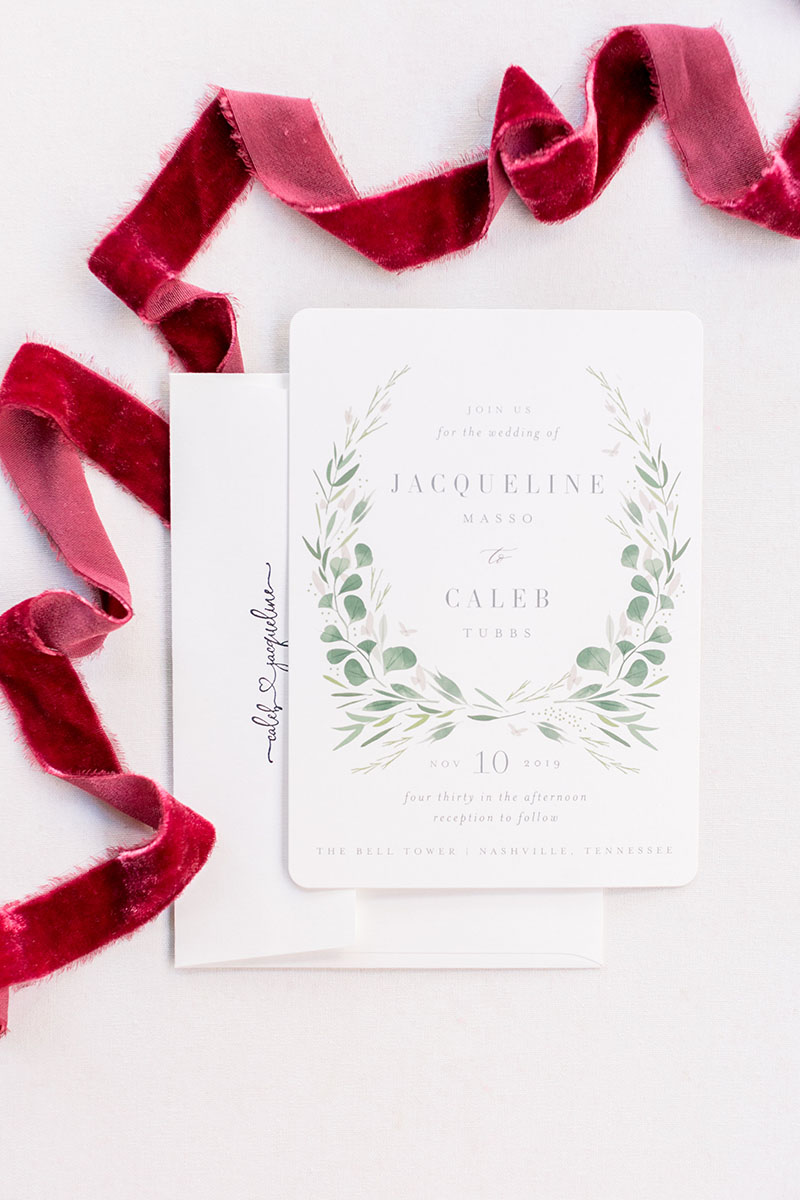 JOIN US
for the wedding of
JACQUELINE
MASSO
to
CALEB
TUBBS
NOV 10 2019
four thirty in the afternoon
reception to follow
THE BELL TOWER | NASHVILLE, TENNESSEE
caleb ♡ jacqueline